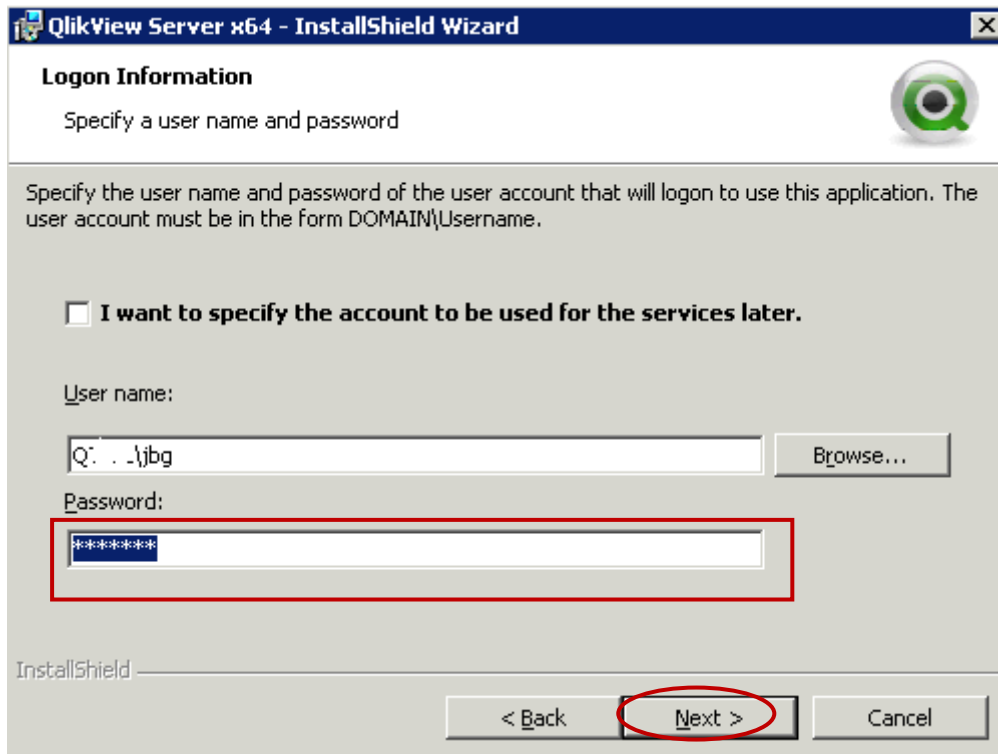 QlikView Server x64 - InstallShield Wizard
Logon Information
Specify a user name and password
Specify the user name and password of the user account that will logon to use this application. The
user account must be in the form DOMAIN\Username.
I want to specify the account to be used for the services later.
User name:
\jbg
Browse...
Password:
*******
InstallShield
< Back
Next >
Cancel